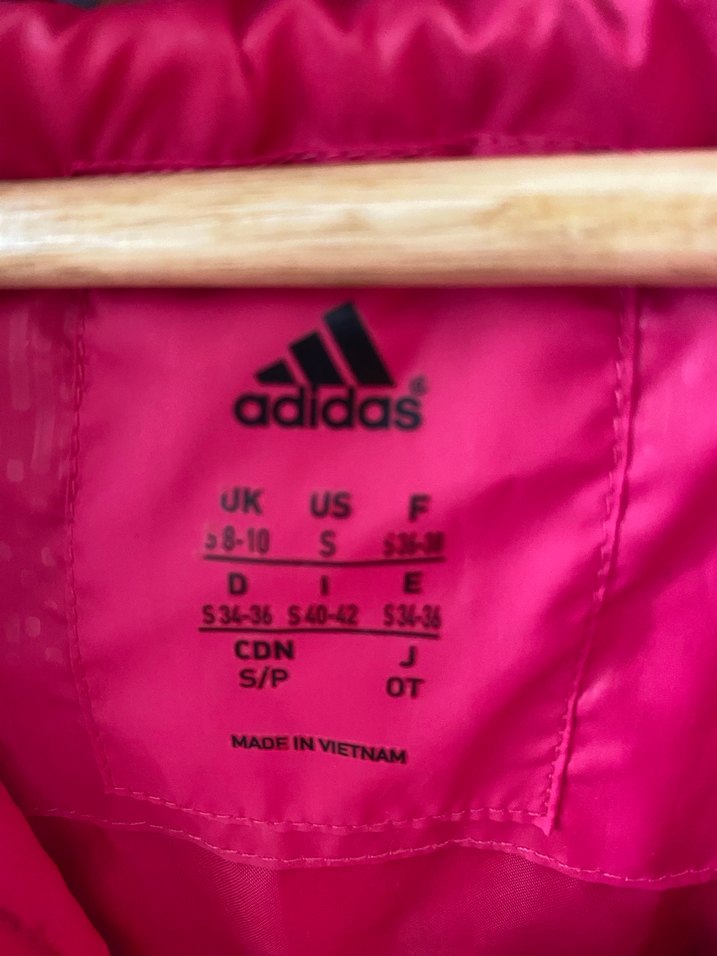 adidas®
UK US F
S 8-10 S S 36-38
D I E
S 34-36 S 40-42 S 34-36
CDN J
S/P OT
MADE IN VIETNAM